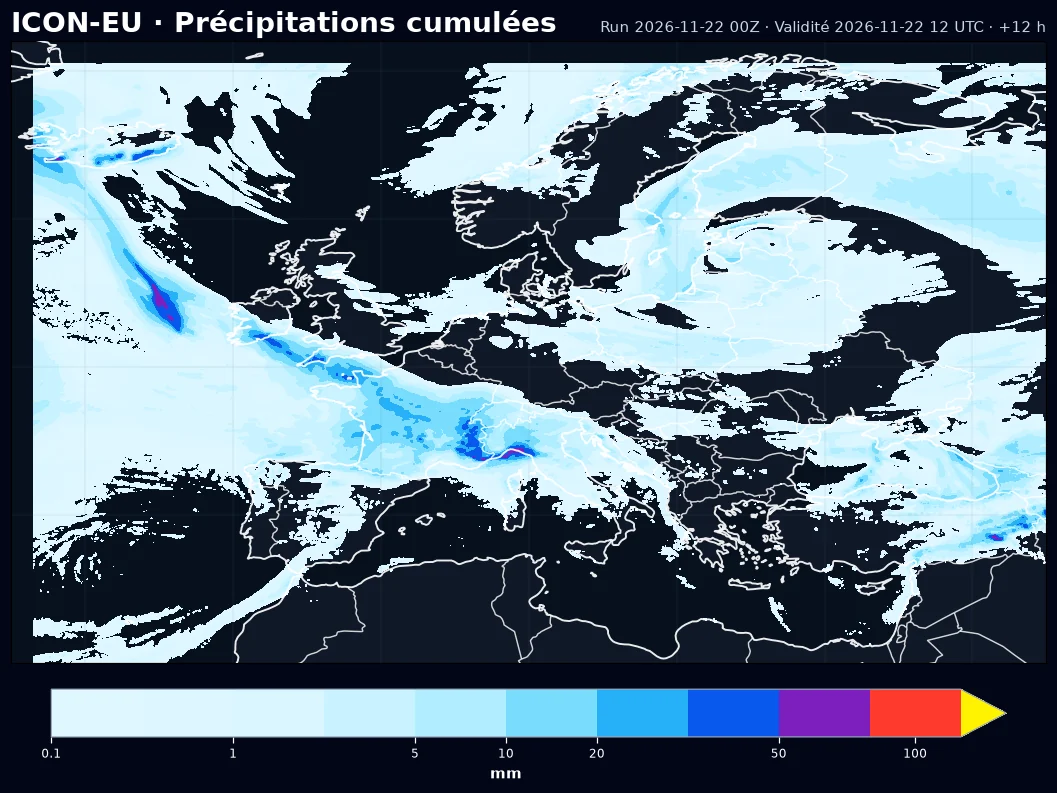 ICON-EU · Précipitations cumulées
Run 2026-11-22 00Z · Validité 2026-11-22 12 UTC · +12 h
0.1 1 5 10 20 50 100
mm